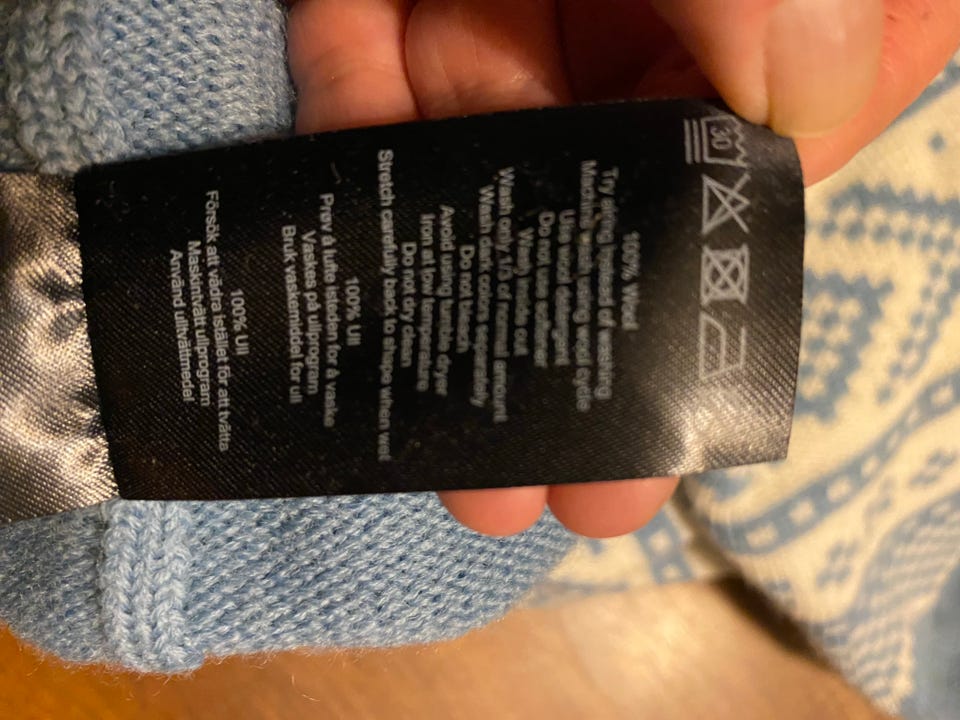 30
100% Wool
Try airing instead of washing
Machine wash using wool cycle
Use wool detergent
Do not use softener
Wash inside out
Wash only 1/3 of normal amount
Wash dark colors separately
Do not bleach
Avoid using tumble dryer
Iron at low temperature
Do not dry clean
Stretch carefully back to shape when wet
100% Ull
Prøv å lufte isteden for å vaske
Vaskes på ullprogram
Bruk vaskemiddel for ull
100% Ull
Försök att vädra istället för att tvätta
Maskintvätt ullprogram
Använd ulltvättmedel